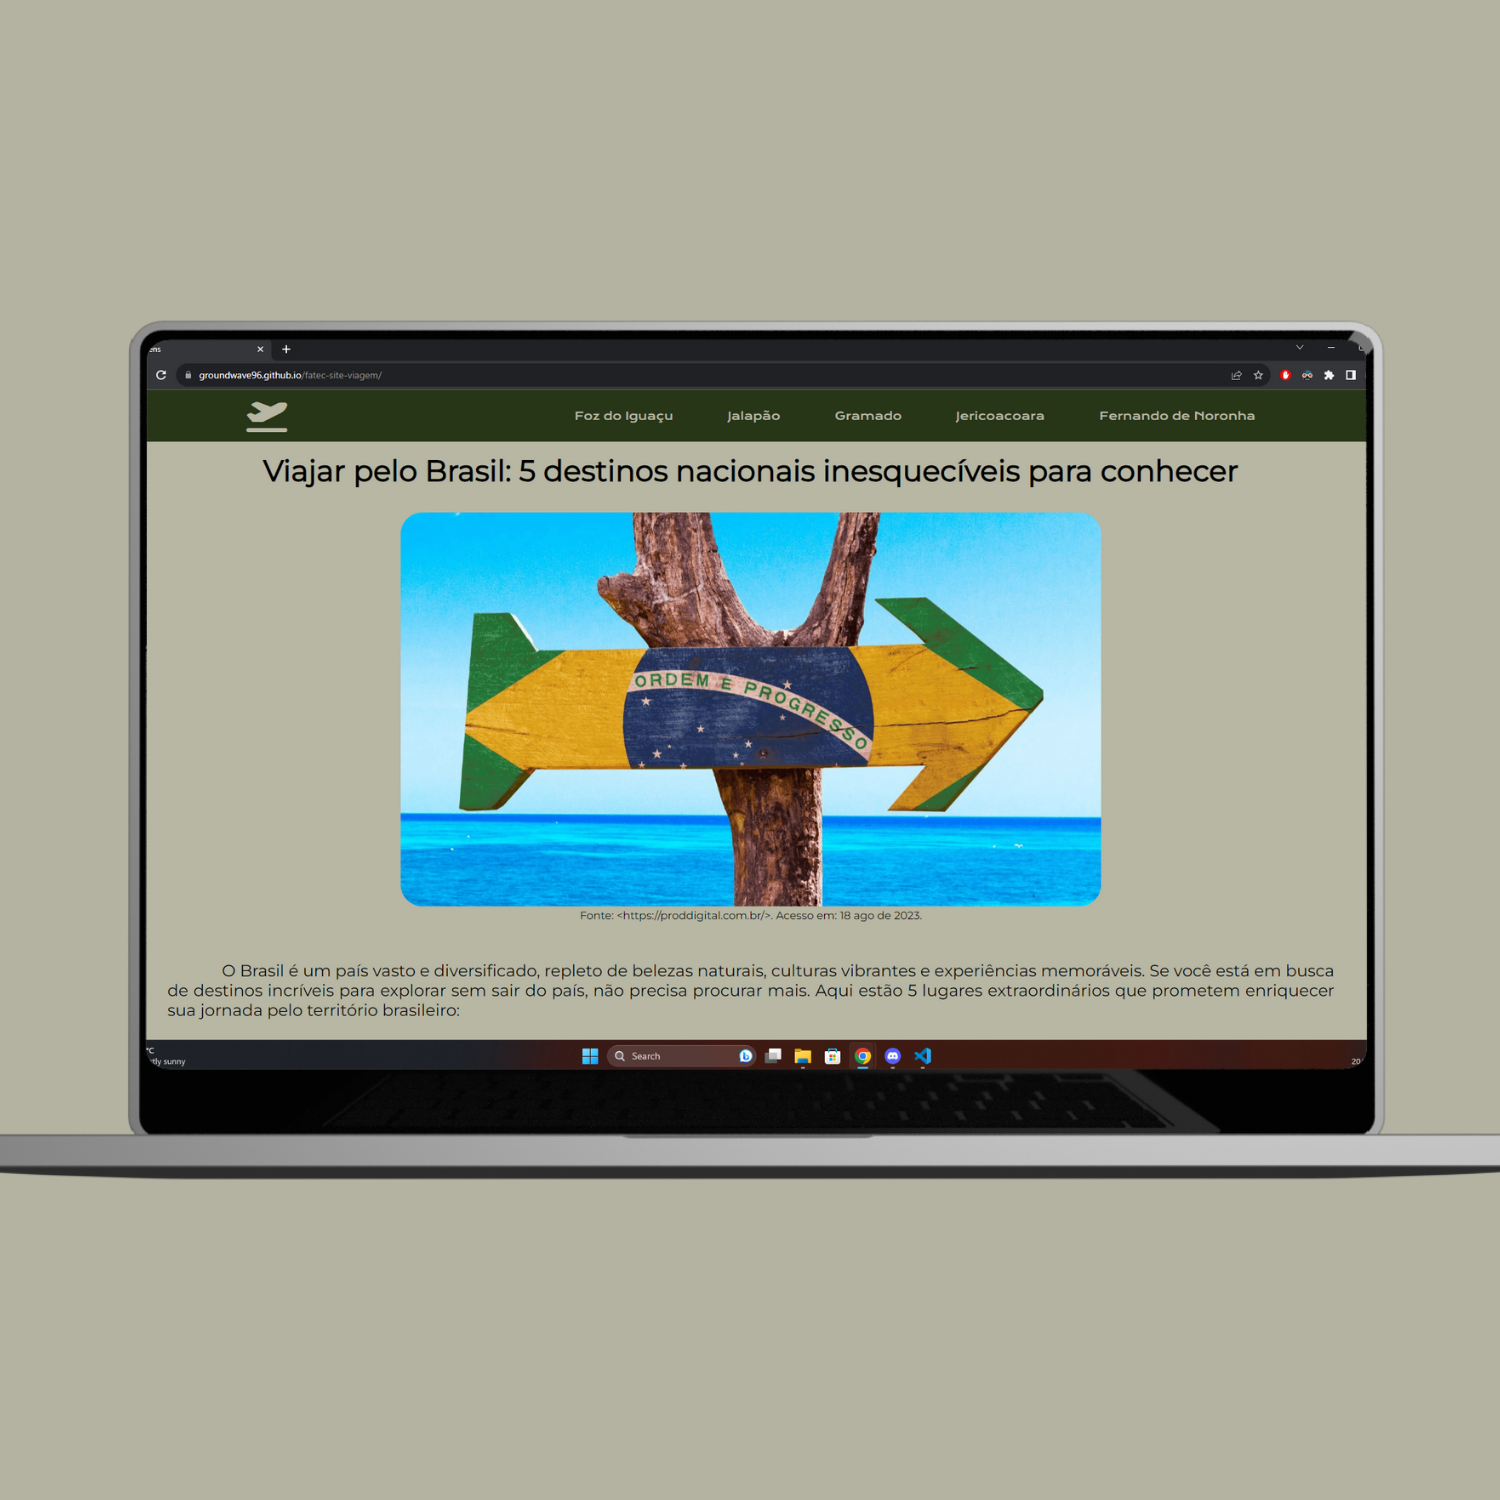 ens
groundwave96.github.io/fatec-site-viagem/
Foz do Iguaçu Jalapão Gramado Jericoacoara Fernando de Noronha
Viajar pelo Brasil: 5 destinos nacionais inesquecíveis para conhecer
ORDEM E PROGRESSO
Fonte: <https://proddigital.com.br/>. Acesso em: 18 ago de 2023.
O Brasil é um país vasto e diversificado, repleto de belezas naturais, culturas vibrantes e experiências memoráveis. Se você está em busca
de destinos incríveis para explorar sem sair do país, não precisa procurar mais. Aqui estão 5 lugares extraordinários que prometem enriquecer
sua jornada pelo território brasileiro:
°C
tly sunny
Search
20